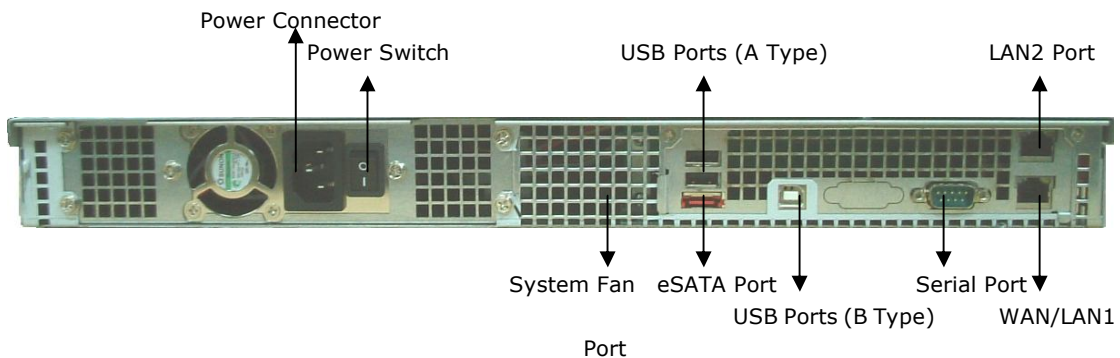 Power Connector
Power Switch
USB Ports (A Type)
LAN2 Port
System Fan
eSATA Port
Serial Port
USB Ports (B Type)
WAN/LAN1
Port